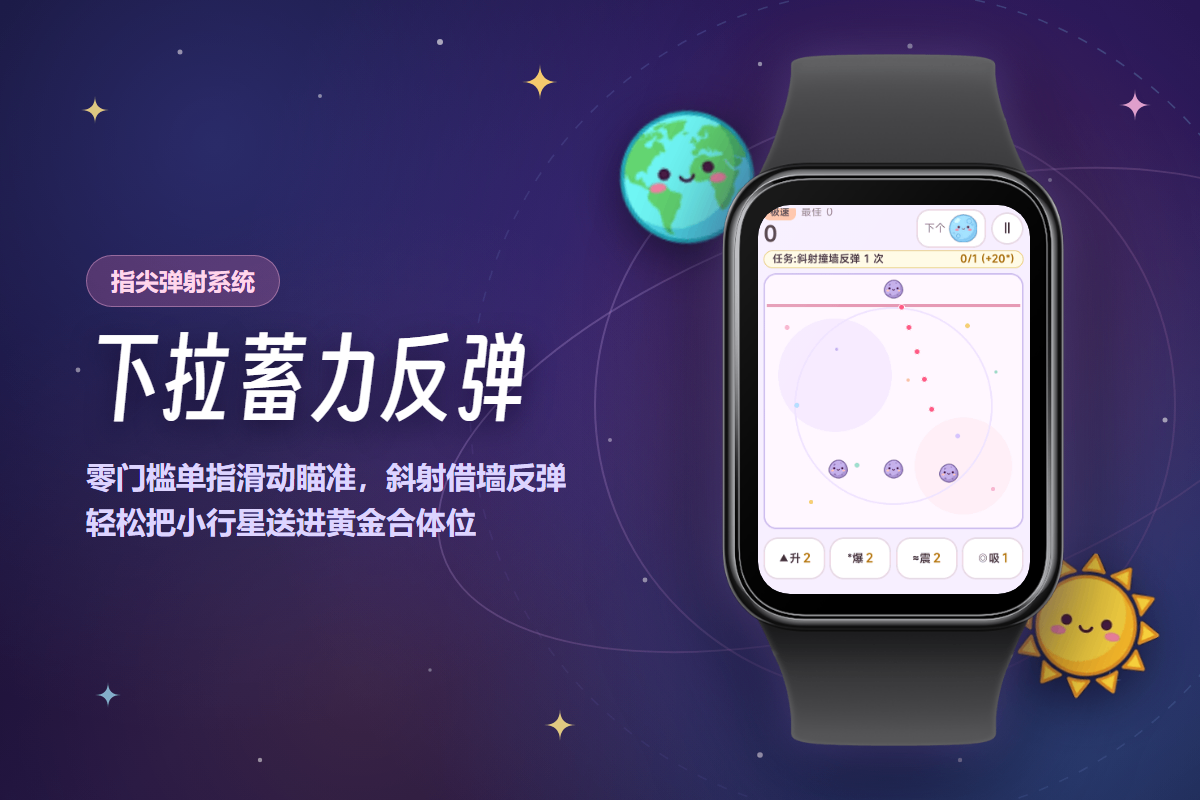 指尖弹射系统
下拉蓄力反弹
零门槛单指滑动瞄准，斜射借墙反弹
轻松把小行星送进黄金合体位
极速 最佳 0
0
下个
任务:斜射撞墙反弹 1 次 0/1 (+20*)
▲升 2 *爆 2 ≈震 2 ◎吸 1